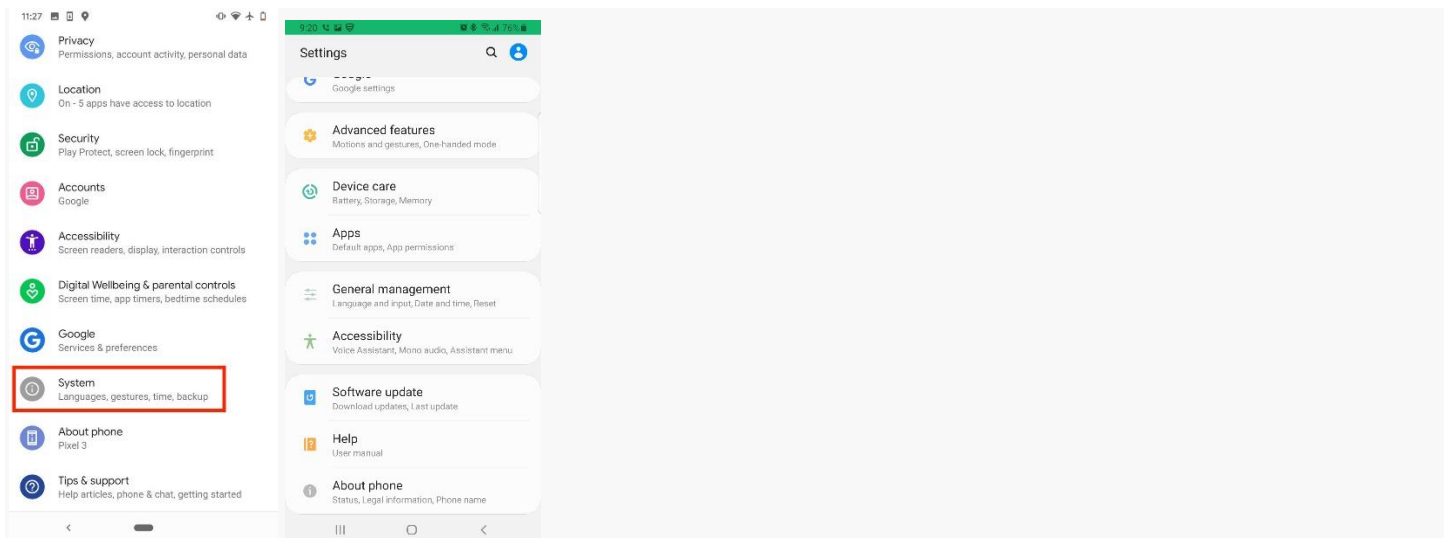 11:27
Privacy
Permissions, account activity, personal data
Location
On - 5 apps have access to location
Security
Play Protect, screen lock, fingerprint
Accounts
Google
Accessibility
Screen readers, display, interaction controls
Digital Wellbeing & parental controls
Screen time, app timers, bedtime schedules
Google
Services & preferences
System
Languages, gestures, time, backup
About phone
Pixel 3
Tips & support
Help articles, phone & chat, getting started
9:20 76%
Settings
Google settings
Advanced features
Motions and gestures, One-handed mode
Device care
Battery, Storage, Memory
Apps
Default apps, App permissions
General management
Language and input, Date and time, Reset
Accessibility
Voice Assistant, Mono audio, Assistant menu
Software update
Download updates, Last update
Help
User manual
About phone
Status, Legal information, Phone name